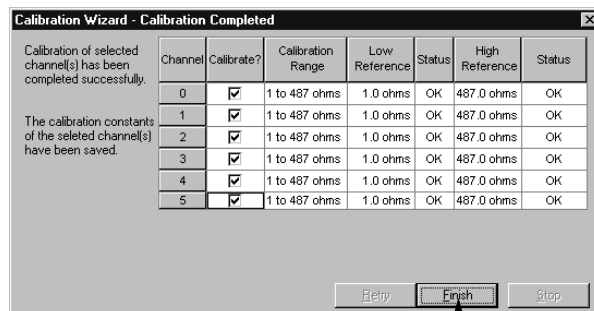 Calibration Wizard - Calibration Completed
Calibration of selected
channel(s) has been
completed successfully.
The calibration constants
of the seleted channel(s)
have been saved.
Channel Calibrate? Calibration Range Low Reference Status High Reference Status
0 1 to 487 ohms 1.0 ohms OK 487.0 ohms OK
1 1 to 487 ohms 1.0 ohms OK 487.0 ohms OK
2 1 to 487 ohms 1.0 ohms OK 487.0 ohms OK
3 1 to 487 ohms 1.0 ohms OK 487.0 ohms OK
4 1 to 487 ohms 1.0 ohms OK 487.0 ohms OK
5 1 to 487 ohms 1.0 ohms OK 487.0 ohms OK
Retry Finish Stop